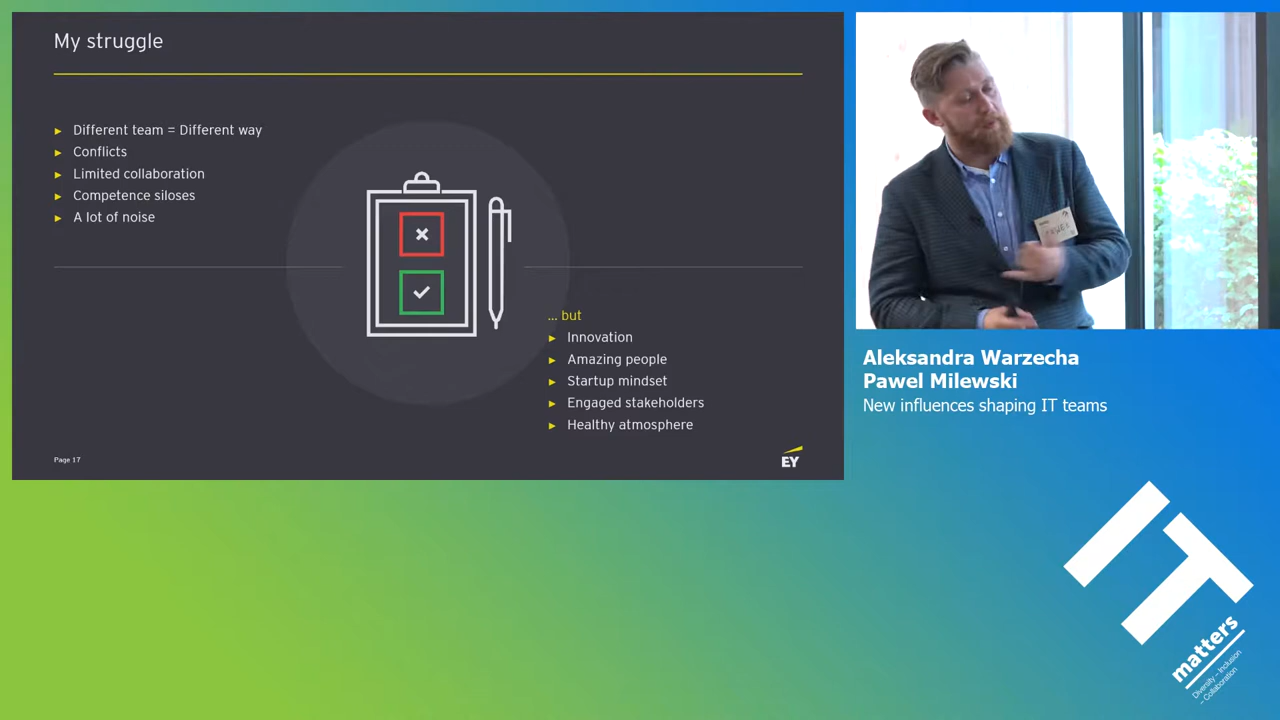 My struggle
Different team = Different way
Conflicts
Limited collaboration
Competence siloses
A lot of noise
... but
Innovation
Amazing people
Startup mindset
Engaged stakeholders
Healthy atmosphere
Page 17
EY
Aleksandra Warzecha
Pawel Milewski
New influences shaping IT teams
IT
matters
Diversity – Inclusion
– Collaboration